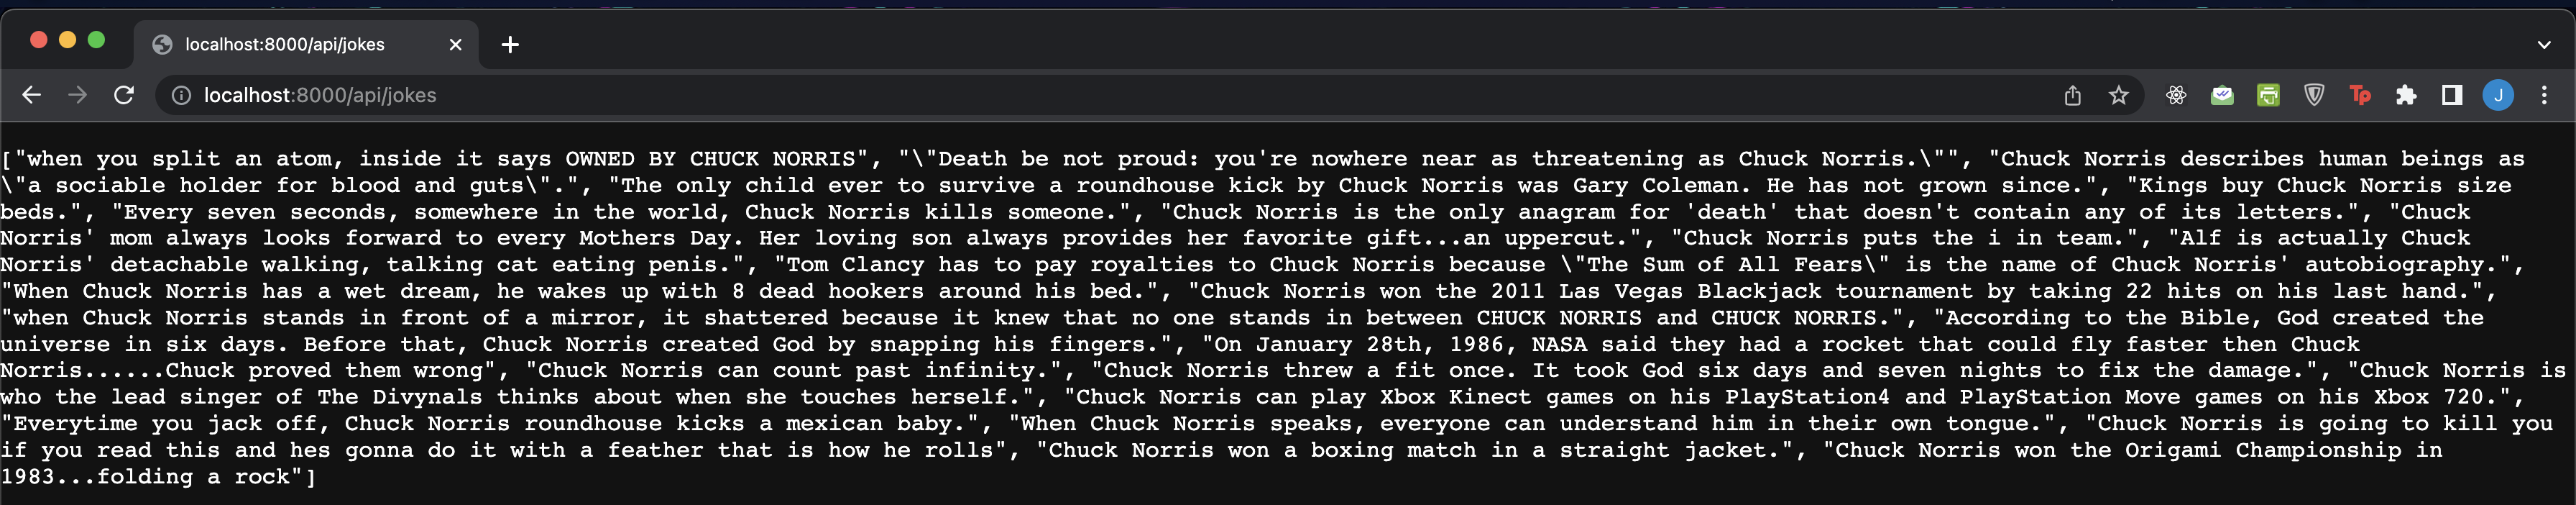 localhost:8000/api/jokes
localhost:8000/api/jokes
Tp
J
["when you split an atom, inside it says OWNED BY CHUCK NORRIS", "\"Death be not proud: you're nowhere near as threatening as Chuck Norris.\"", "Chuck Norris describes human beings as
\"a sociable holder for blood and guts\".", "The only child ever to survive a roundhouse kick by Chuck Norris was Gary Coleman. He has not grown since.", "Kings buy Chuck Norris size
beds.", "Every seven seconds, somewhere in the world, Chuck Norris kills someone.", "Chuck Norris is the only anagram for 'death' that doesn't contain any of its letters.", "Chuck
Norris' mom always looks forward to every Mothers Day. Her loving son always provides her favorite gift...an uppercut.", "Chuck Norris puts the i in team.", "Alf is actually Chuck
Norris' detachable walking, talking cat eating penis.", "Tom Clancy has to pay royalties to Chuck Norris because \"The Sum of All Fears\" is the name of Chuck Norris' autobiography.",
"When Chuck Norris has a wet dream, he wakes up with 8 dead hookers around his bed.", "Chuck Norris won the 2011 Las Vegas Blackjack tournament by taking 22 hits on his last hand.",
"when Chuck Norris stands in front of a mirror, it shattered because it knew that no one stands in between CHUCK NORRIS and CHUCK NORRIS.", "According to the Bible, God created the
universe in six days. Before that, Chuck Norris created God by snapping his fingers.", "On January 28th, 1986, NASA said they had a rocket that could fly faster then Chuck
Norris......Chuck proved them wrong", "Chuck Norris can count past infinity.", "Chuck Norris threw a fit once. It took God six days and seven nights to fix the damage.", "Chuck Norris is
who the lead singer of The Divynals thinks about when she touches herself.", "Chuck Norris can play Xbox Kinect games on his PlayStation4 and PlayStation Move games on his Xbox 720.",
"Everytime you jack off, Chuck Norris roundhouse kicks a mexican baby.", "When Chuck Norris speaks, everyone can understand him in their own tongue.", "Chuck Norris is going to kill you
if you read this and hes gonna do it with a feather that is how he rolls", "Chuck Norris won a boxing match in a straight jacket.", "Chuck Norris won the Origami Championship in
1983...folding a rock"]